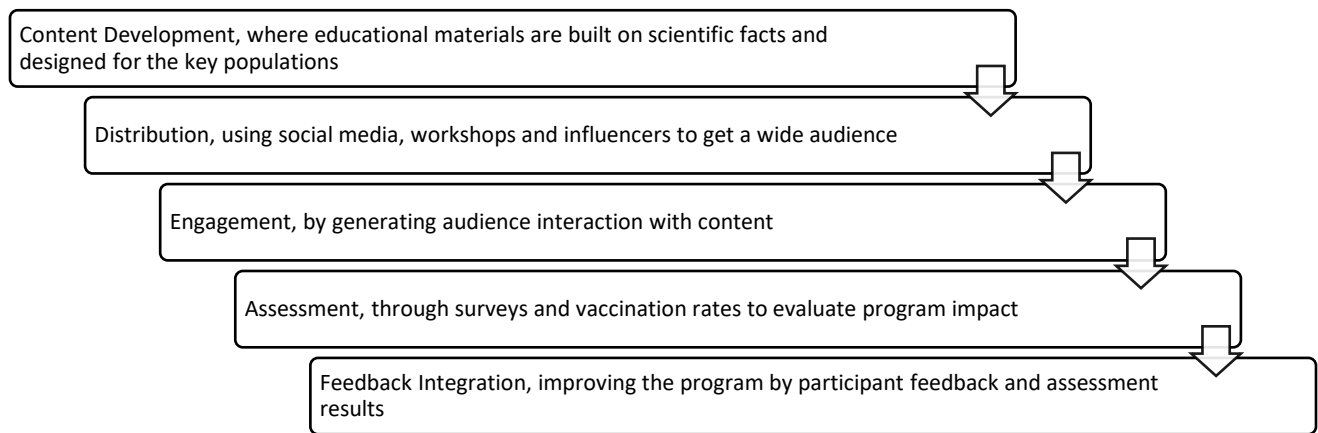 Content Development, where educational materials are built on scientific facts and
designed for the key populations
Distribution, using social media, workshops and influencers to get a wide audience
Engagement, by generating audience interaction with content
Assessment, through surveys and vaccination rates to evaluate program impact
Feedback Integration, improving the program by participant feedback and assessment
results